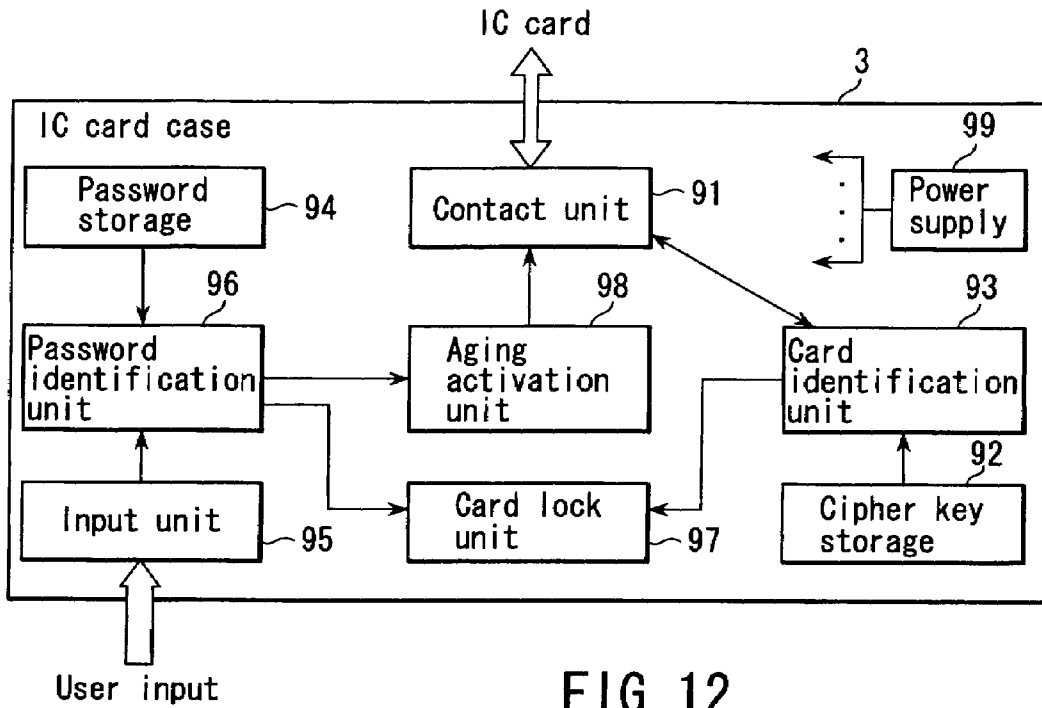 IC card
3
IC card case
99
Password
storage
94
Contact unit
91
Power
supply
96
98
93
Password
identification
unit
Aging
activation
unit
Card
identification
unit
92
Input unit
95
Card lock
unit
97
Cipher key
storage
User input
FIG. 12